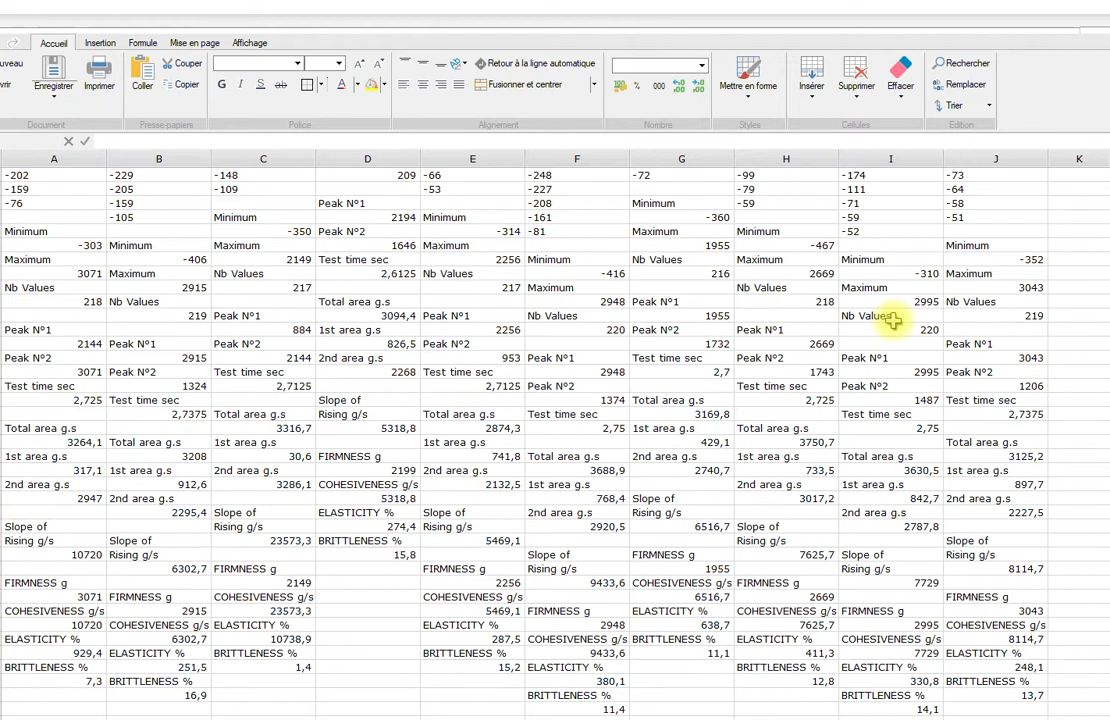 Accueil Insertion Formule Mise en page Affichage
uveau Couper Retour à la ligne automatique Rechercher
vrir Enregistrer Imprimer Coller Copier G I S ab A Fusionner et centrer % 000 Mettre en forme Insérer Supprimer Effacer Remplacer
Trier
Document Presse-papiers Police Alignement Nombre Styles Cellules Edition
A B C D E F G H I J K
-202 -229 -148 209 -66 -248 -72 -99 -174 -73
-159 -205 -109 -53 -227 -79 -111 -64
-76 -159 Peak N°1 -208 Minimum -59 -71 -58
-105 Minimum 2194 Minimum -161 -360 -59 -51
Minimum -350 Peak N°2 -314 -81 Maximum Minimum -52
-303 Minimum Maximum 1646 Maximum 1955 -467 Minimum
Maximum -406 2149 Test time sec 2256 Minimum Nb Values Maximum Minimum -352
3071 Maximum Nb Values 2,6125 Nb Values -416 216 2669 -310 Maximum
Nb Values 2915 217 217 Maximum Nb Values Maximum 3043
218 Nb Values Total area g.s 2948 Peak N°1 218 2995 Nb Values
219 Peak N°1 3094,4 Peak N°1 Nb Values 1955 Nb Values 219
Peak N°1 884 1st area g.s 2256 220 Peak N°2 Peak N°1 220
2144 Peak N°1 Peak N°2 826,5 Peak N°2 1732 2669 Peak N°1
Peak N°2 2915 2144 2nd area g.s 953 Peak N°1 Test time sec Peak N°2 Peak N°1 3043
3071 Peak N°2 Test time sec 2268 Test time sec 2948 2,7 1743 2995 Peak N°2
Test time sec 1324 2,7125 2,7125 Peak N°2 Test time sec Peak N°2 1206
2,725 Test time sec Slope of 1374 Total area g.s 2,725 1487 Test time sec
2,7375 Total area g.s Rising g/s Total area g.s Test time sec 3169,8 Test time sec 2,7375
Total area g.s 3316,7 5318,8 2874,3 2,75 1st area g.s Total area g.s 2,75
3264,1 Total area g.s 1st area g.s 1st area g.s 429,1 3750,7 Total area g.s
1st area g.s 3208 30,6 FIRMNESS g 741,8 Total area g.s 2nd area g.s 1st area g.s Total area g.s 3125,2
317,1 1st area g.s 2nd area g.s 2199 2nd area g.s 3688,9 2740,7 733,5 3630,5 1st area g.s
2nd area g.s 912,6 3286,1 COHESIVENESS g/s 2132,5 1st area g.s 2nd area g.s 1st area g.s 897,7
2947 2nd area g.s 5318,8 768,4 Slope of 3017,2 842,7 2nd area g.s
2295,4 Slope of ELASTICITY % Slope of 2nd area g.s Rising g/s 2nd area g.s 2227,5
Slope of Rising g/s 274,4 Rising g/s 2920,5 6516,7 Slope of 2787,8
Rising g/s Slope of 23573,3 BRITTLENESS % 5469,1 Rising g/s Slope of
10720 Rising g/s 15,8 Slope of FIRMNESS g 7625,7 Slope of Rising g/s
6302,7 FIRMNESS g FIRMNESS g Rising g/s 1955 Rising g/s 8114,7
FIRMNESS g 2149 2256 9433,6 COHESIVENESS g/s FIRMNESS g 7729
3071 FIRMNESS g COHESIVENESS g/s COHESIVENESS g/s 6516,7 2669 FIRMNESS g
COHESIVENESS g/s 2915 23573,3 5469,1 FIRMNESS g ELASTICITY % COHESIVENESS g/s FIRMNESS g 3043
10720 COHESIVENESS g/s ELASTICITY % ELASTICITY % 2948 638,7 7625,7 2995 COHESIVENESS g/s
ELASTICITY % 6302,7 10738,9 287,5 COHESIVENESS g/s BRITTLENESS % ELASTICITY % COHESIVENESS g/s 8114,7
929,4 ELASTICITY % BRITTLENESS % BRITTLENESS % 9433,6 11,1 411,3 7729 ELASTICITY %
BRITTLENESS % 251,5 1,4 15,2 ELASTICITY % BRITTLENESS % ELASTICITY % 248,1
7,3 BRITTLENESS % 380,1 12,8 330,8 BRITTLENESS %
16,9 BRITTLENESS % BRITTLENESS % 13,7
11,4 14,1